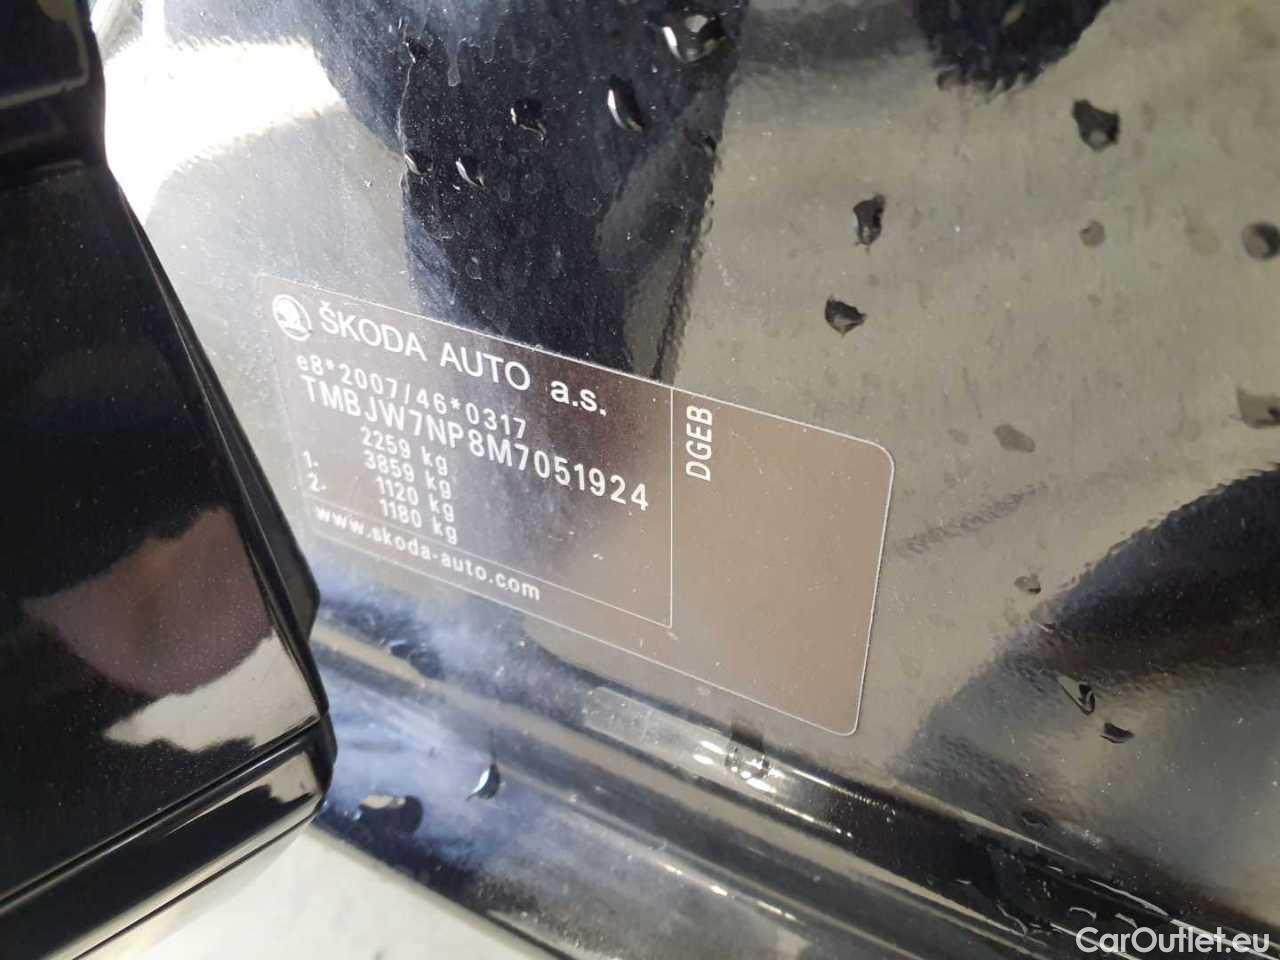 ŠKODA AUTO a.s.
e8*2007/46*0317
TMBJW7NP8M7051924
2259 kg
3859 kg
1. 1120 kg
2. 1180 kg
www.skoda-auto.com
DGEB
CarOutlet.eu